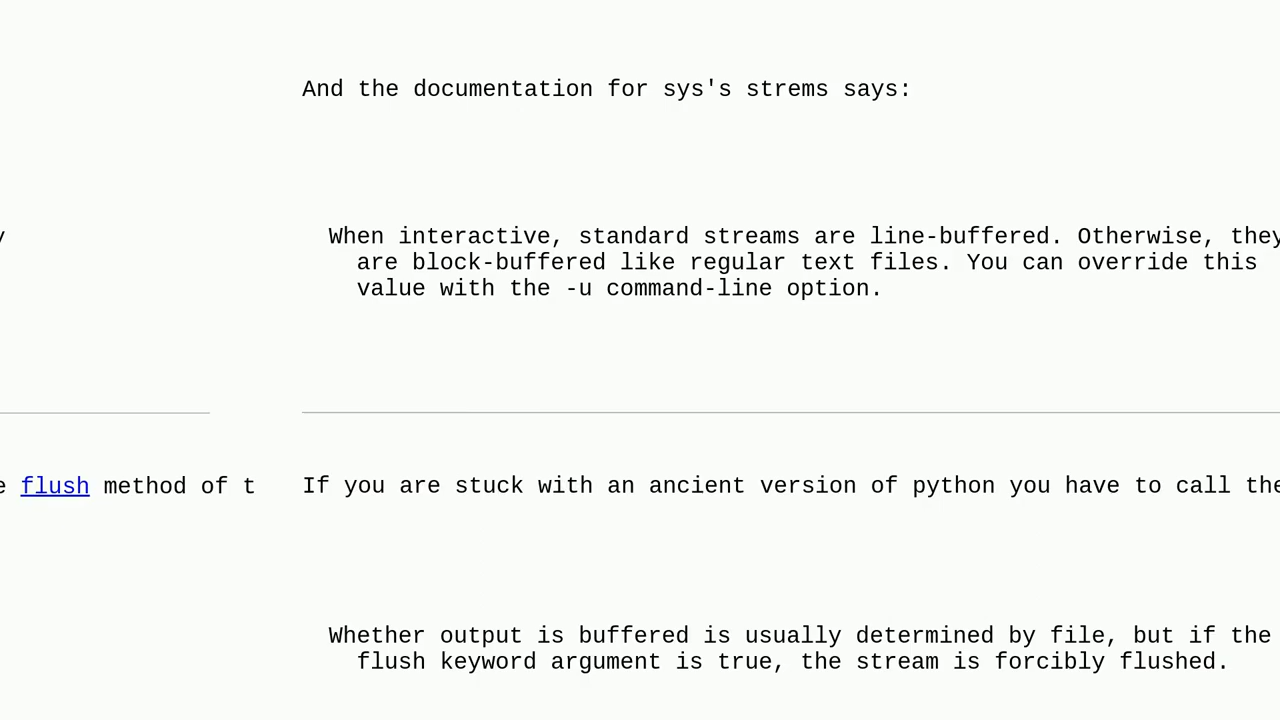 And the documentation for sys's strems says:
y
When interactive, standard streams are line-buffered. Otherwise, they
are block-buffered like regular text files. You can override this
value with the -u command-line option.
e flush method of t
If you are stuck with an ancient version of python you have to call the
Whether output is buffered is usually determined by file, but if the
flush keyword argument is true, the stream is forcibly flushed.